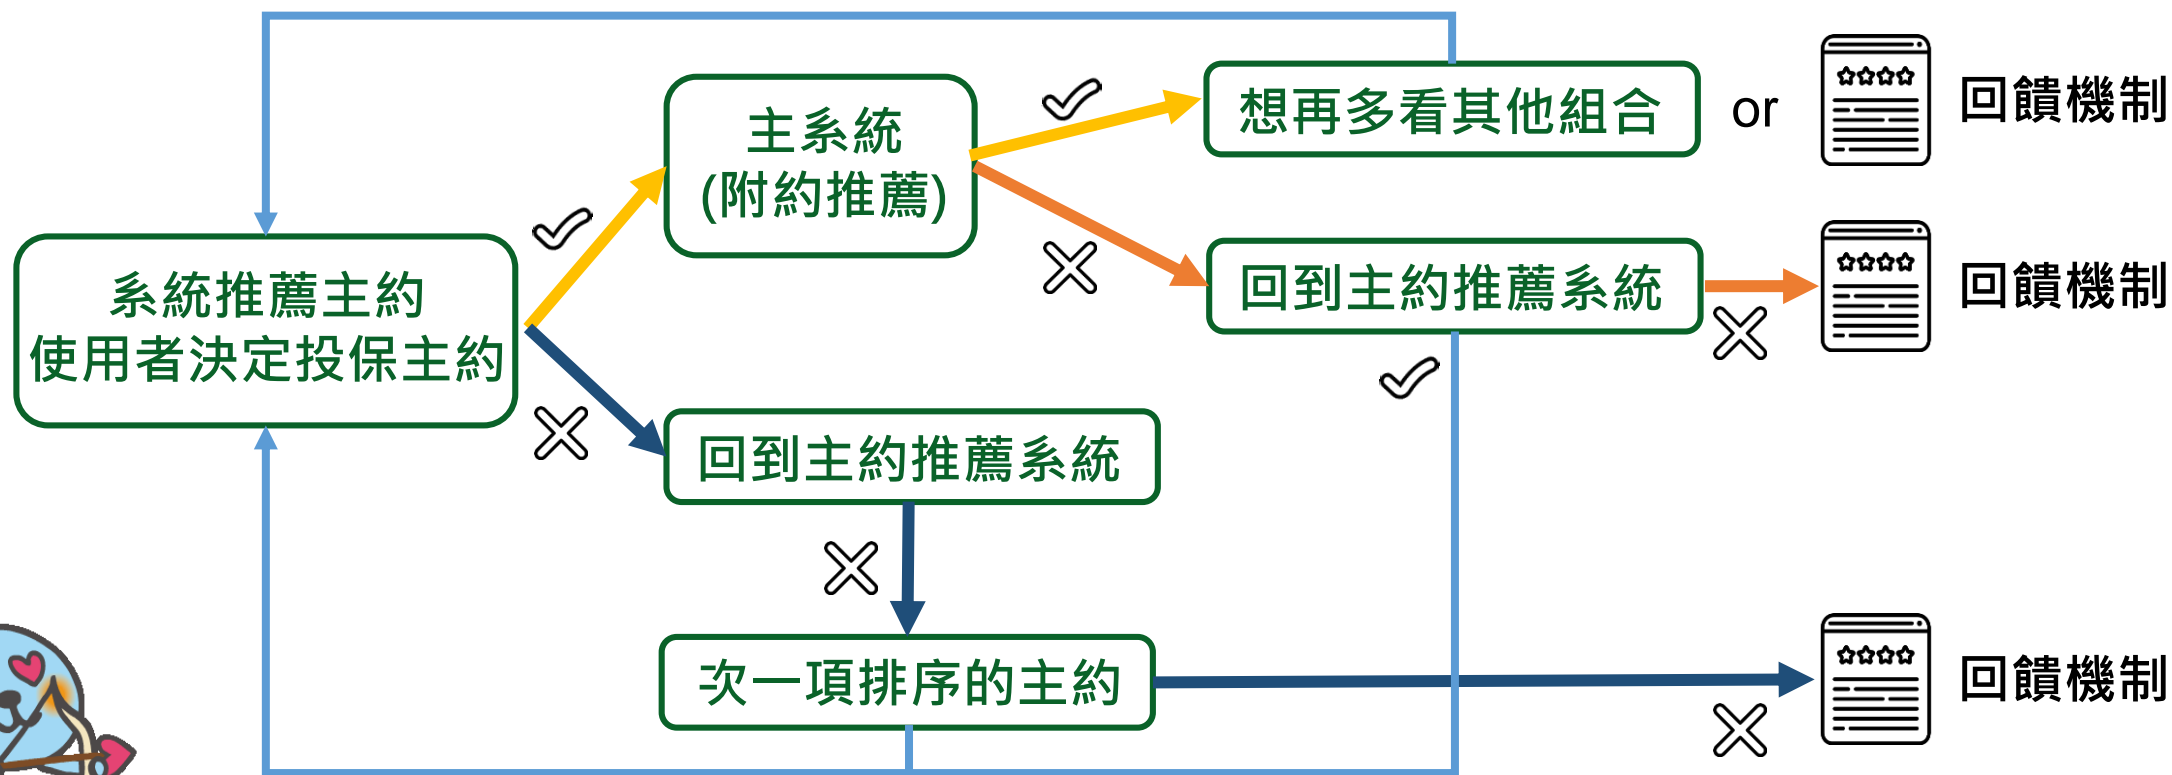 主系統
(附約推薦)
想再多看其他組合
or
回饋機制
系統推薦主約
使用者決定投保主約
回到主約推薦系統
回饋機制
回到主約推薦系統
次一項排序的主約
回饋機制